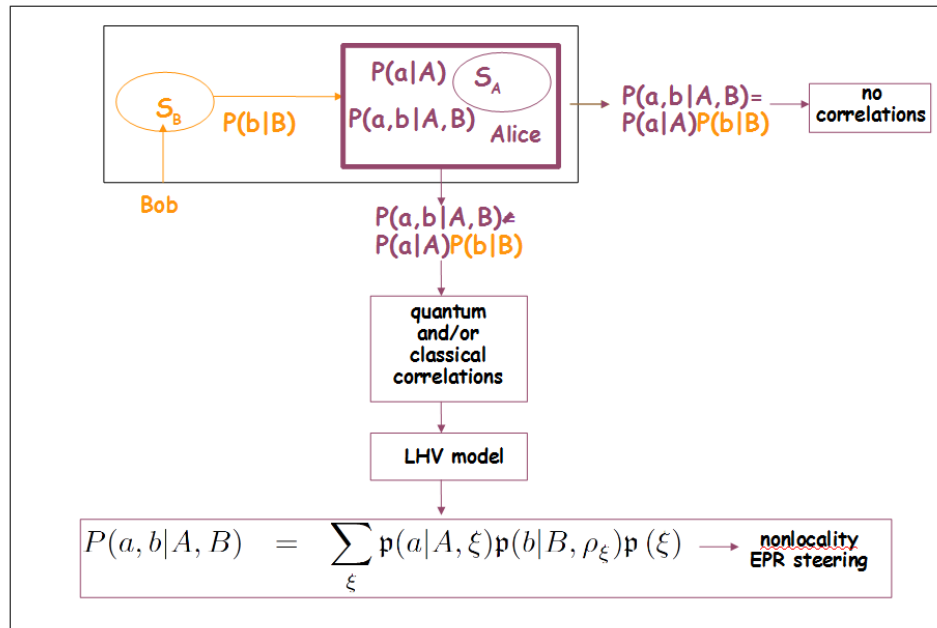 P(a|A)
S_A
S_B
P(b|B)
P(a,b|A,B)
Alice
Bob
P(a,b|A,B)=
P(a|A)P(b|B)
no
correlations
P(a,b|A,B)≠
P(a|A)P(b|B)
quantum
and/or
classical
correlations
LHV model
P(a, b|A, B) = ∑_ξ 𝔭(a|A, ξ)𝔭(b|B, ρ_ξ)𝔭 (ξ)
nonlocality
EPR steering